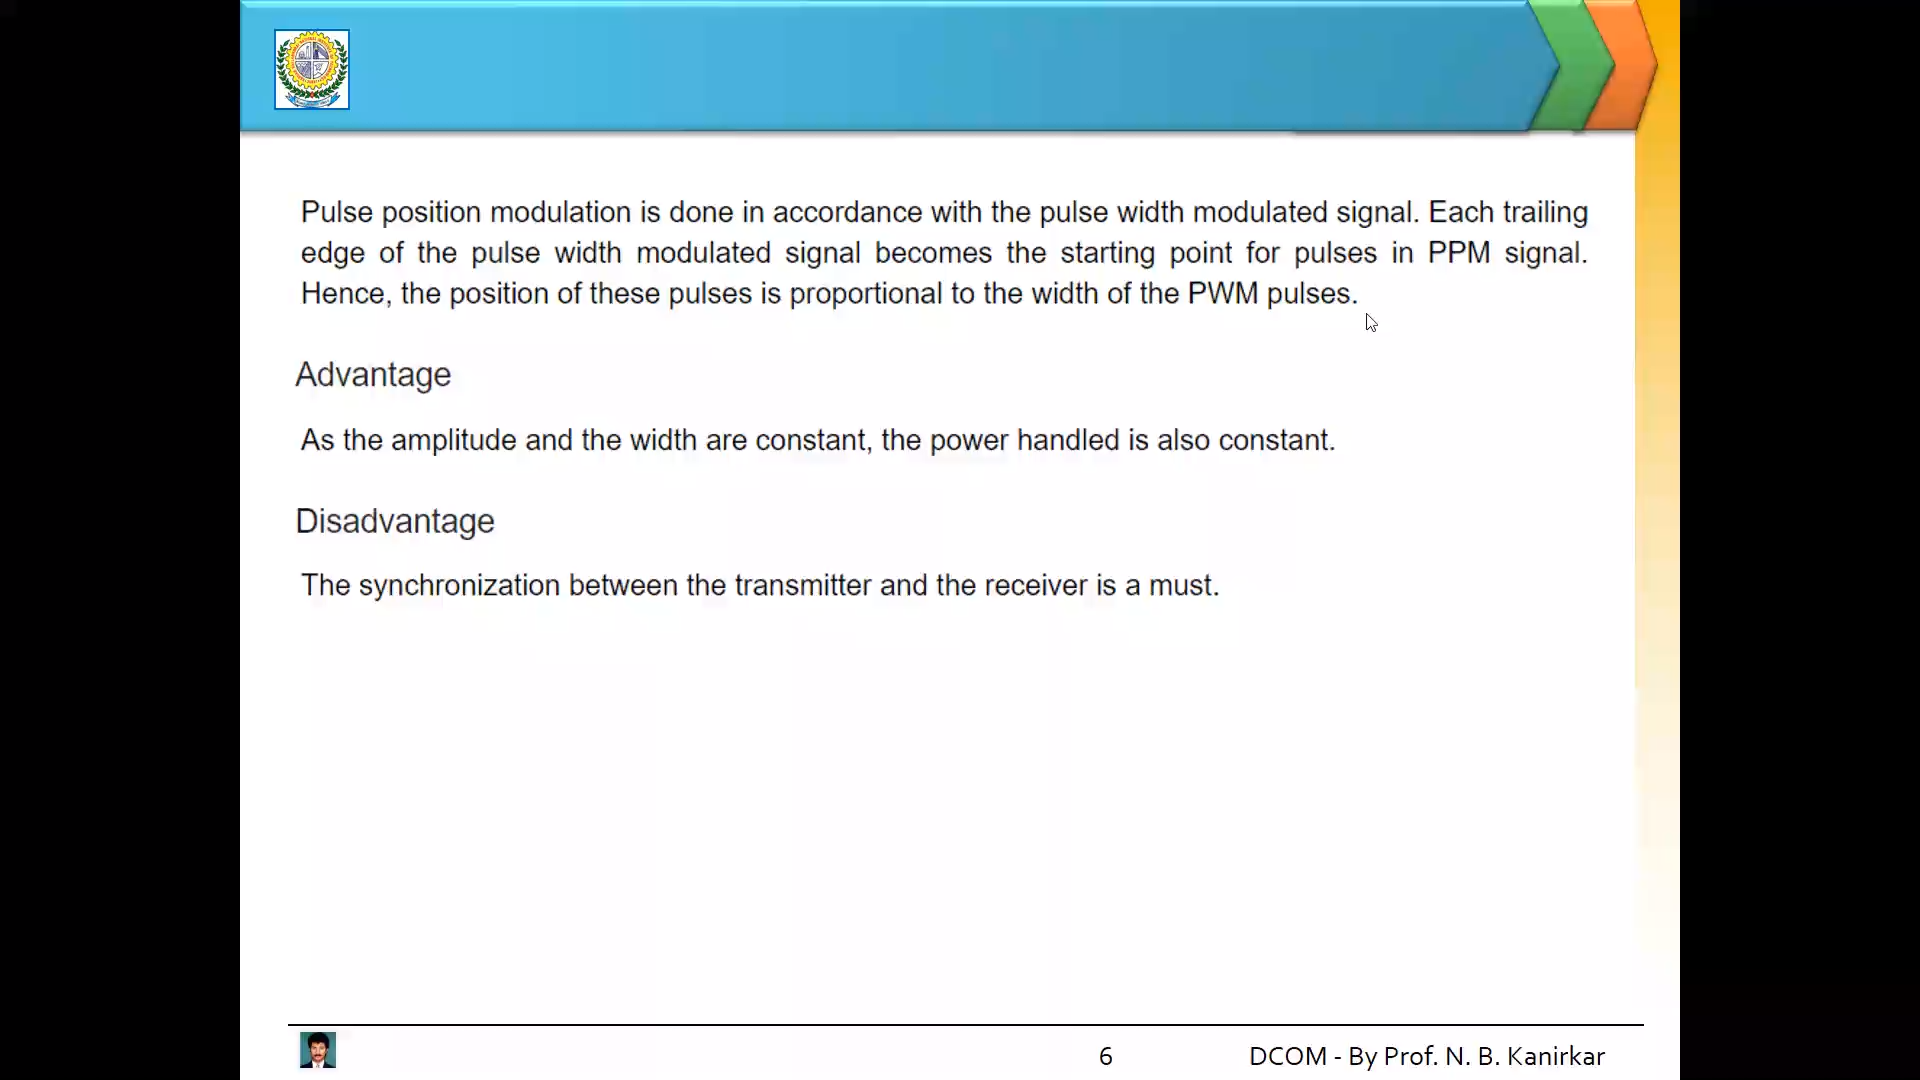 Pulse position modulation is done in accordance with the pulse width modulated signal. Each trailing
edge of the pulse width modulated signal becomes the starting point for pulses in PPM signal.
Hence, the position of these pulses is proportional to the width of the PWM pulses.
Advantage
As the amplitude and the width are constant, the power handled is also constant.
Disadvantage
The synchronization between the transmitter and the receiver is a must.
6
DCOM - By Prof. N. B. Kanirkar